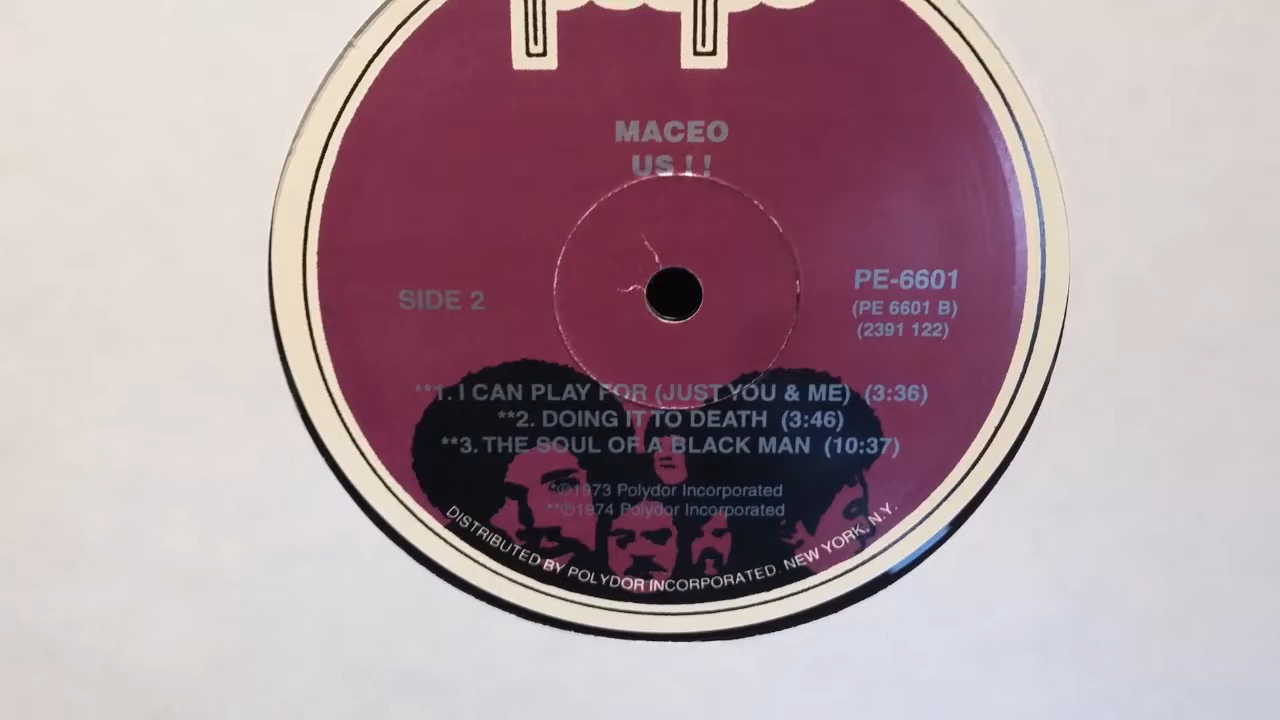 MACEO
US ! !
SIDE 2
PE-6601
(PE 6601 B)
(2391 122)
**1. I CAN PLAY FOR (JUST YOU & ME) (3:36)
**2. DOING IT TO DEATH (3:46)
**3. THE SOUL OF A BLACK MAN (10:37)
*℗1973 Polydor Incorporated
**℗1974 Polydor Incorporated
DISTRIBUTED BY POLYDOR INCORPORATED. NEW YORK, N.Y.